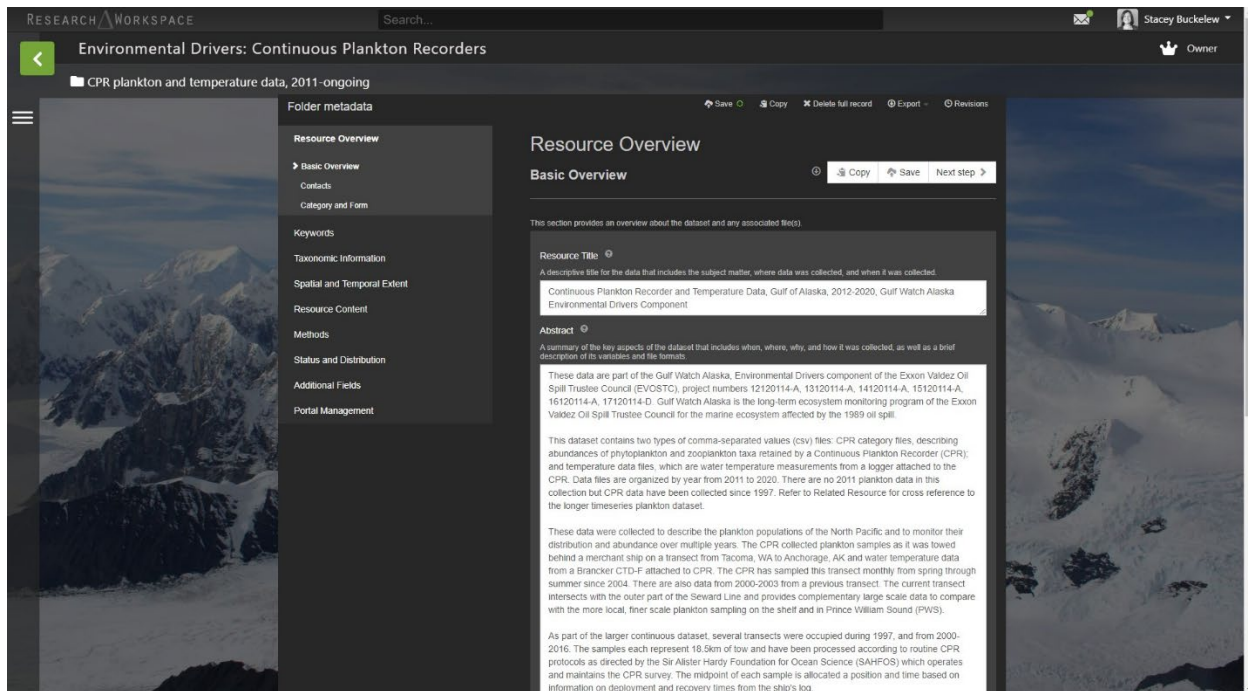 RESEARCH WORKSPACE
Search...
Stacey Buckelew
Environmental Drivers: Continuous Plankton Recorders
Owner
CPR plankton and temperature data, 2011-ongoing
Folder metadata
Save
Copy
Delete full record
Export
Revisions
Resource Overview
Basic Overview
Contacts
Category and Form
Keywords
Taxonomic Information
Spatial and Temporal Extent
Resource Content
Methods
Status and Distribution
Additional Fields
Portal Management
Resource Overview
Basic Overview
Copy
Save
Next step
This section provides an overview about the dataset and any associated file(s).
Resource Title
A descriptive title for the data that includes the subject matter, where data was collected, and when it was collected.
Continuous Plankton Recorder and Temperature Data, Gulf of Alaska, 2012-2020, Gulf Watch Alaska
Environmental Drivers Component
Abstract
A summary of the key aspects of the dataset that includes when, where, why, and how it was collected, as well as a brief
description of its variables and file formats.
These data are part of the Gulf Watch Alaska, Environmental Drivers component of the Exxon Valdez Oil
Spill Trustee Council (EVOSTC), project numbers 12120114-A, 13120114-A, 14120114-A, 15120114-A,
16120114-A, 17120114-D. Gulf Watch Alaska is the long-term ecosystem monitoring program of the Exxon
Valdez Oil Spill Trustee Council for the marine ecosystem affected by the 1989 oil spill.
This dataset contains two types of comma-separated values (csv) files: CPR category files, describing
abundances of phytoplankton and zooplankton taxa retained by a Continuous Plankton Recorder (CPR);
and temperature data files, which are water temperature measurements from a logger attached to the
CPR. Data files are organized by year from 2011 to 2020. There are no 2011 plankton data in this
collection but CPR data have been collected since 1997. Refer to Related Resource for cross reference to
the longer timeseries plankton dataset.
These data were collected to describe the plankton populations of the North Pacific and to monitor their
distribution and abundance over multiple years. The CPR collected plankton samples as it was towed
behind a merchant ship on a transect from Tacoma, WA to Anchorage, AK and water temperature data
from a Brancker CTD-F attached to CPR. The CPR has sampled this transect monthly from spring through
summer since 2004. There are also data from 2000-2003 from a previous transect. The current transect
intersects with the outer part of the Seward Line and provides complementary large scale data to compare
with the more local, finer scale plankton sampling on the shelf and in Prince William Sound (PWS).
As part of the larger continuous dataset, several transects were occupied during 1997, and from 2000-
2016. The samples each represent 18.5km of tow and have been processed according to routine CPR
protocols as directed by the Sir Alister Hardy Foundation for Ocean Science (SAHFOS) which operates
and maintains the CPR survey. The midpoint of each sample is allocated a position and time based on
information on deployment and recovery times from the ship's log.